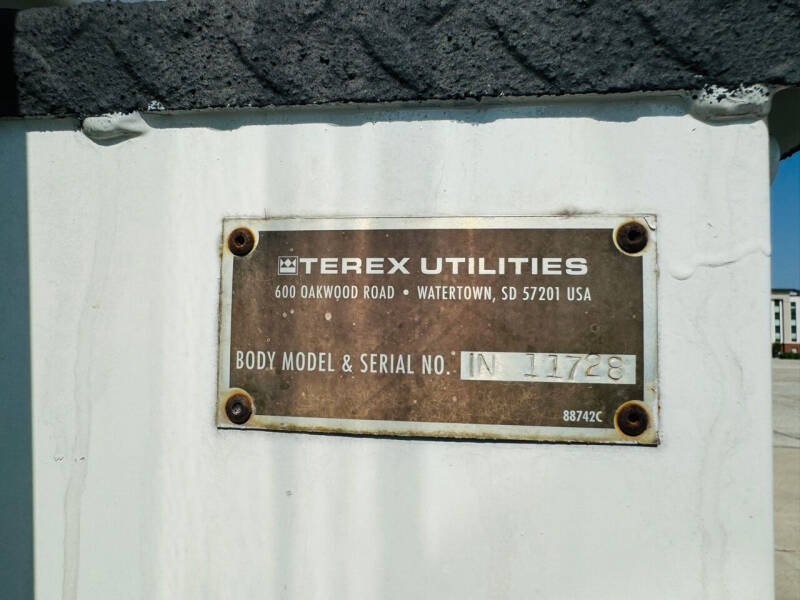 TEREX UTILITIES
600 OAKWOOD ROAD • WATERTOWN, SD 57201 USA
BODY MODEL & SERIAL NO. IN 11728
88742C